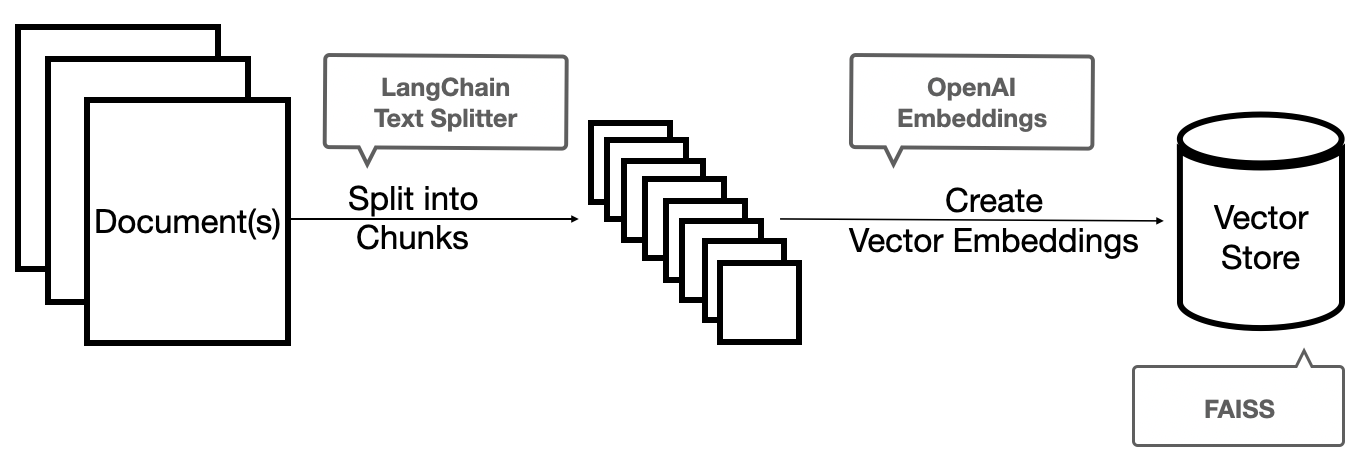 LangChain
Text Splitter
OpenAI
Embeddings
Document(s)
Split into
Chunks
Create
Vector Embeddings
Vector
Store
FAISS